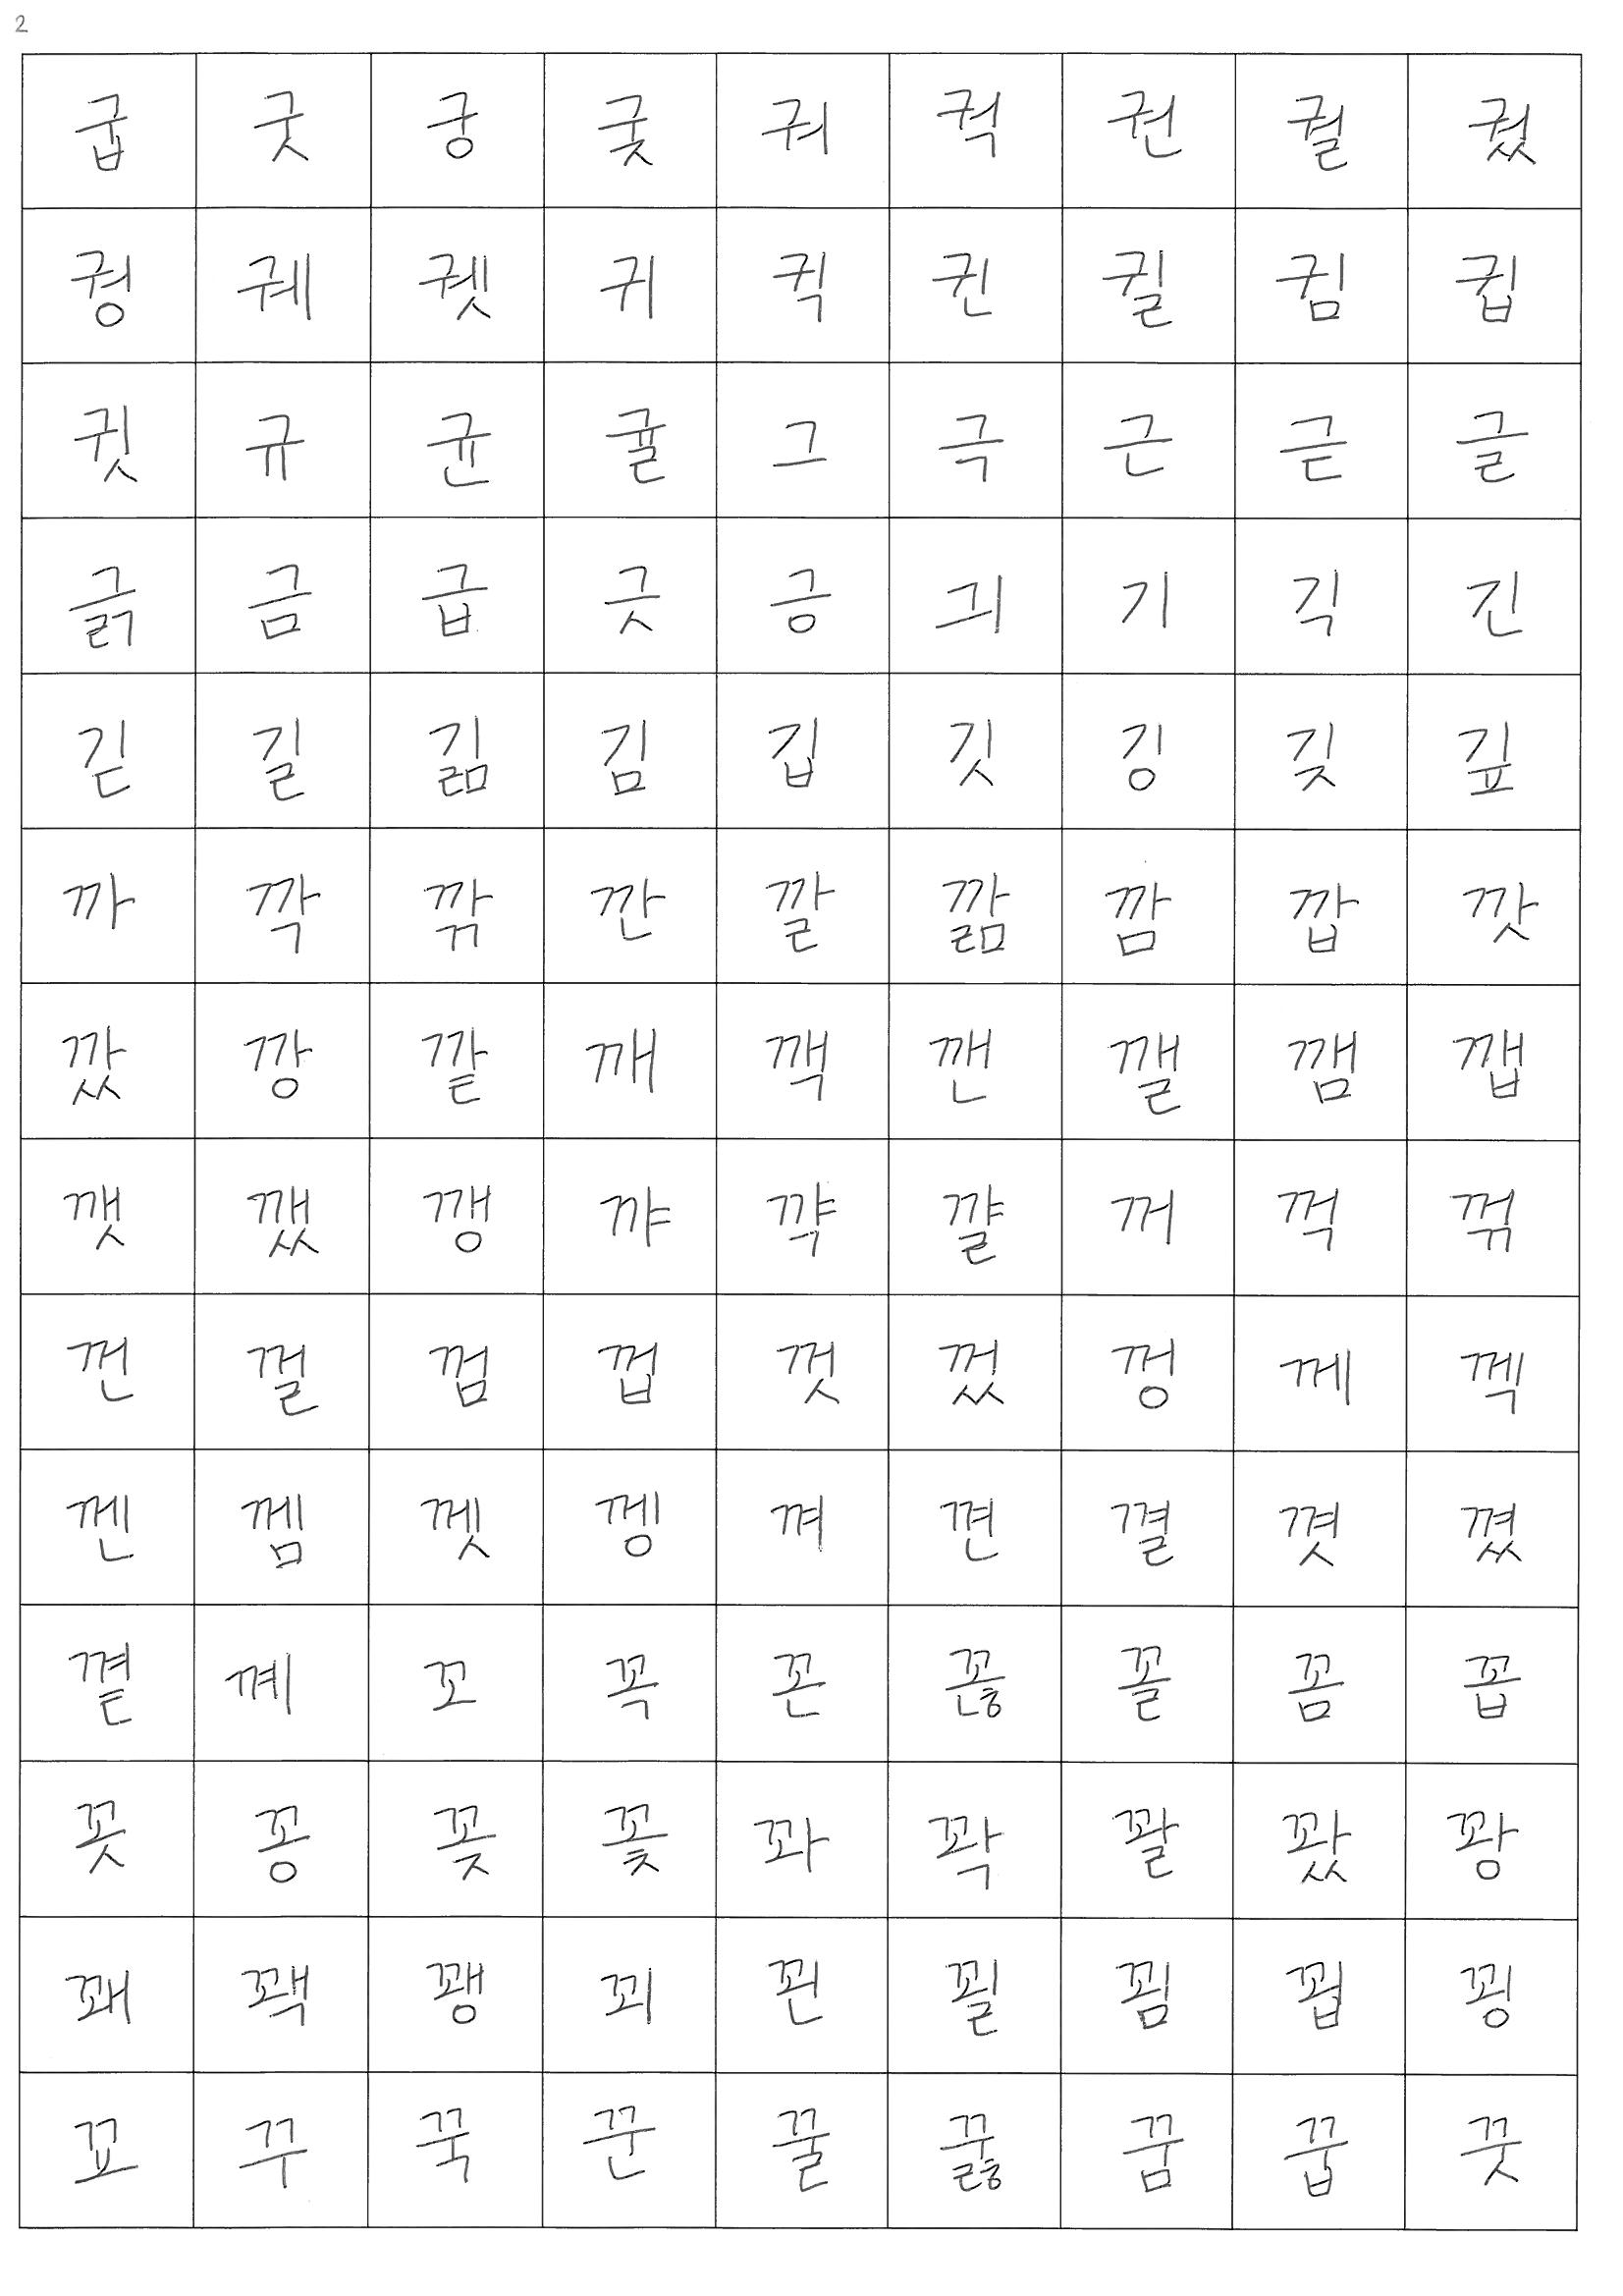 2
굽 굿 궁 궂 궈 궉 권 궐 궜
궝 궤 궷 귀 귁 귄 귈 귐 귑
귓 규 균 귤 그 극 근 귿 글
긁 금 급 긋 긍 긔 기 긱 긴
긷 길 긺 김 깁 깃 깅 깆 깊
까 깍 깎 깐 깔 깖 깜 깝 깟
깠 깡 깥 깨 깩 깬 깰 깸 깹
깻 깼 깽 꺄 꺅 꺌 꺼 꺽 꺾
껀 껄 껌 껍 껏 껐 껑 께 껙
껜 껨 껫 껭 껴 껸 껼 꼇 꼈
꼍 꼐 꼬 꼭 꼰 꼲 꼴 꼼 꼽
꼿 꽁 꽂 꽃 꽈 꽉 꽐 꽜 꽝
꽤 꽥 꽹 꾀 꾄 꾈 꾐 꾑 꾕
꾜 꾸 꾹 꾼 꿀 꿇 꿈 꿉 꿋